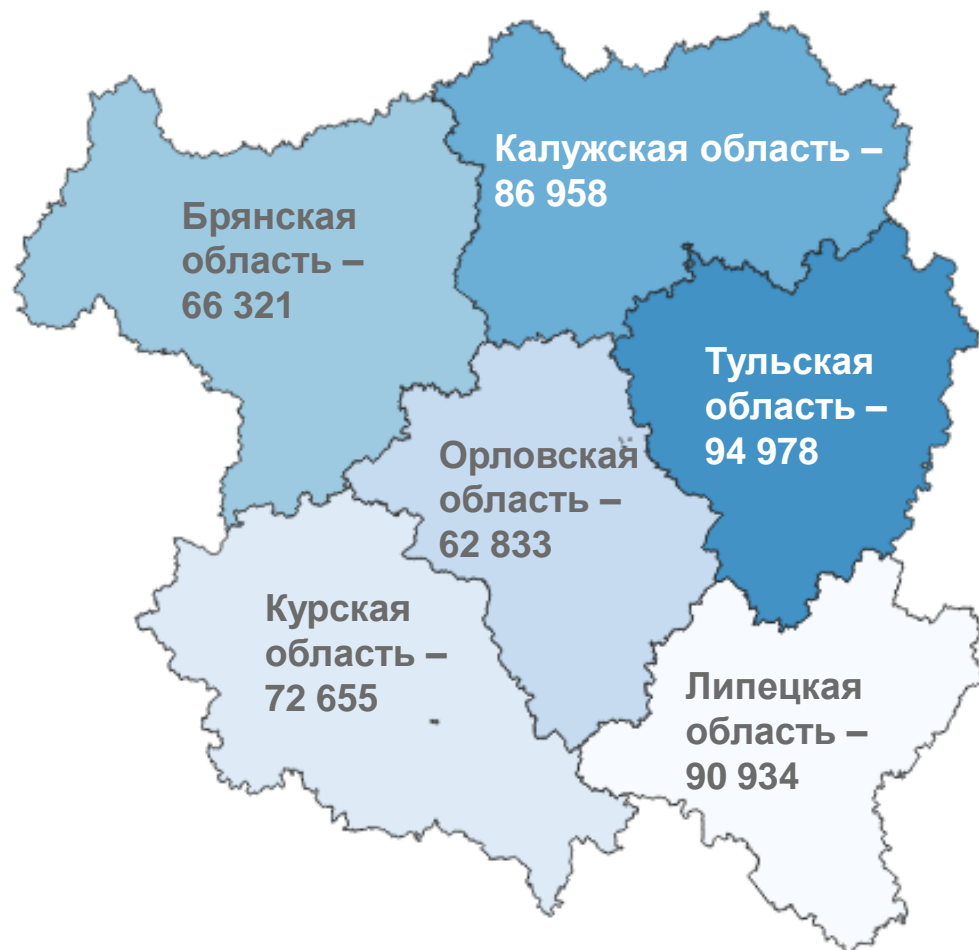 Калужская область –
86 958
Брянская
область –
66 321
Тульская
область –
94 978
Орловская
область –
62 833
Курская
область –
72 655
Липецкая
область –
90 934